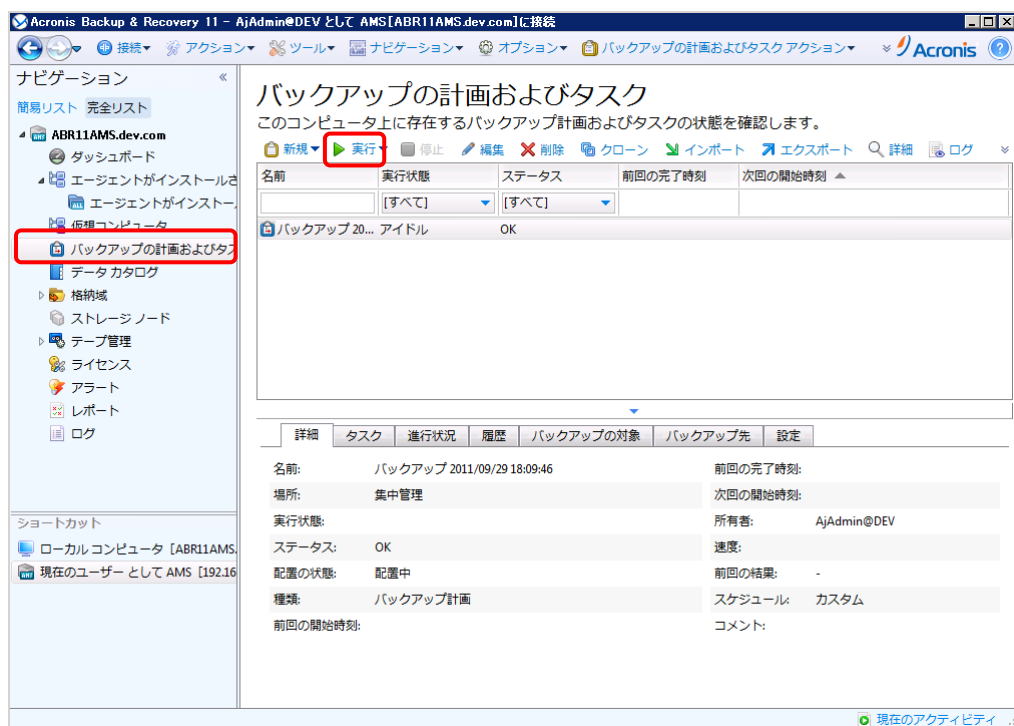 Acronis Backup & Recovery 11 - AjAdmin@DEV として AMS[ABR11AMS.dev.com]に接続
接続 アクション ツール ナビゲーション オプション バックアップの計画およびタスク アクション Acronis
ナビゲーション
簡易リスト 完全リスト
ABR11AMS.dev.com
ダッシュボード
エージェントがインストールさ
エージェントがインストー
仮想コンピュータ
バックアップの計画およびタス
データ カタログ
格納域
ストレージ ノード
テープ管理
ライセンス
アラート
レポート
ログ
ショートカット
ローカル コンピュータ [ABR11AMS.
現在のユーザー として AMS [192.16
バックアップの計画およびタスク
このコンピュータ上に存在するバックアップ計画およびタスクの状態を確認します。
新規 実行 停止 編集 削除 クローン インポート エクスポート 詳細 ログ
名前 実行状態 ステータス 前回の完了時刻 次回の開始時刻
[すべて] [すべて]
バックアップ 20... アイドル OK
詳細 タスク 進行状況 履歴 バックアップの対象 バックアップ先 設定
名前: バックアップ 2011/09/29 18:09:46 前回の完了時刻:
場所: 集中管理 次回の開始時刻:
実行状態: 所有者: AjAdmin@DEV
ステータス: OK 速度:
配置の状態: 配置中 前回の結果: -
種類: バックアップ計画 スケジュール: カスタム
前回の開始時刻: コメント:
現在のアクティビティ